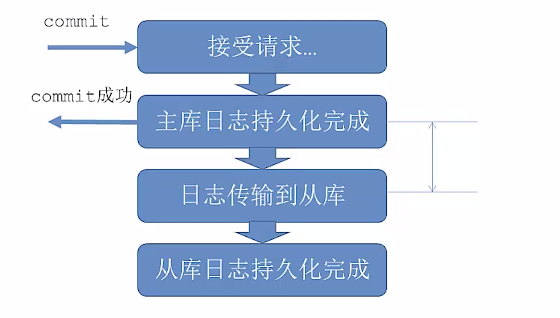 commit
接受请求…
commit成功
主库日志持久化完成
日志传输到从库
从库日志持久化完成